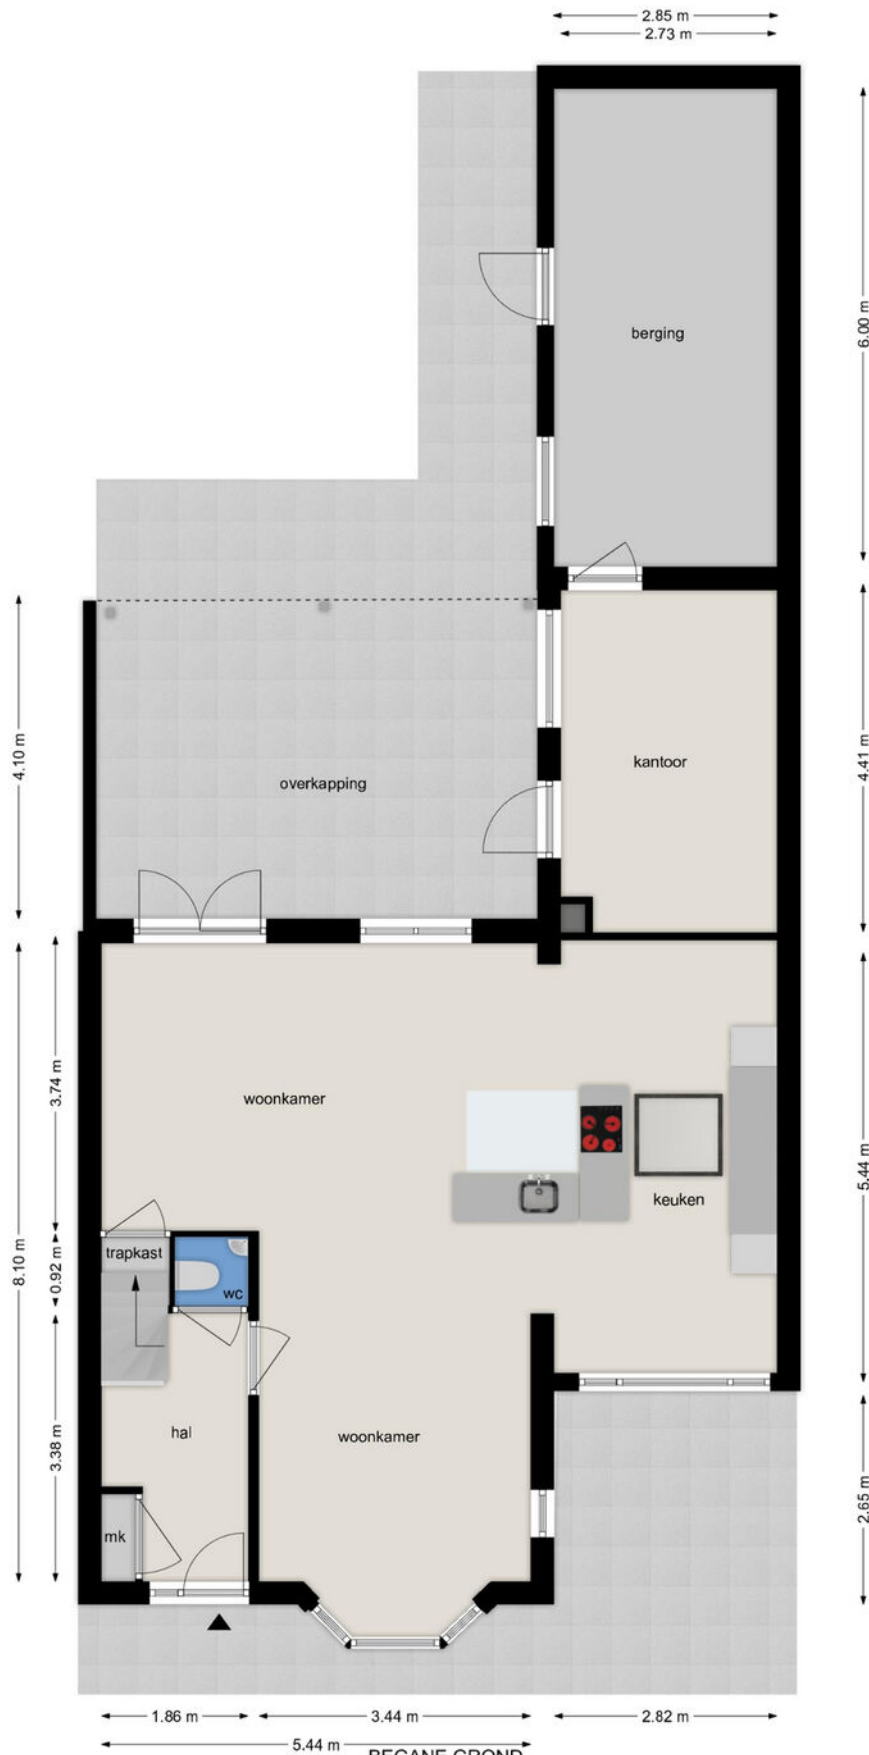 2.85 m
2.73 m
6.00 m
berging
4.10 m
4.41 m
kantoor
overkapping
3.74 m
woonkamer
5.44 m
keuken
8.10 m
0.92 m
trapkast
wc
3.38 m
hal
woonkamer
2.65 m
mk
1.86 m
3.44 m
2.82 m
5.44 m
BEGANE GROND